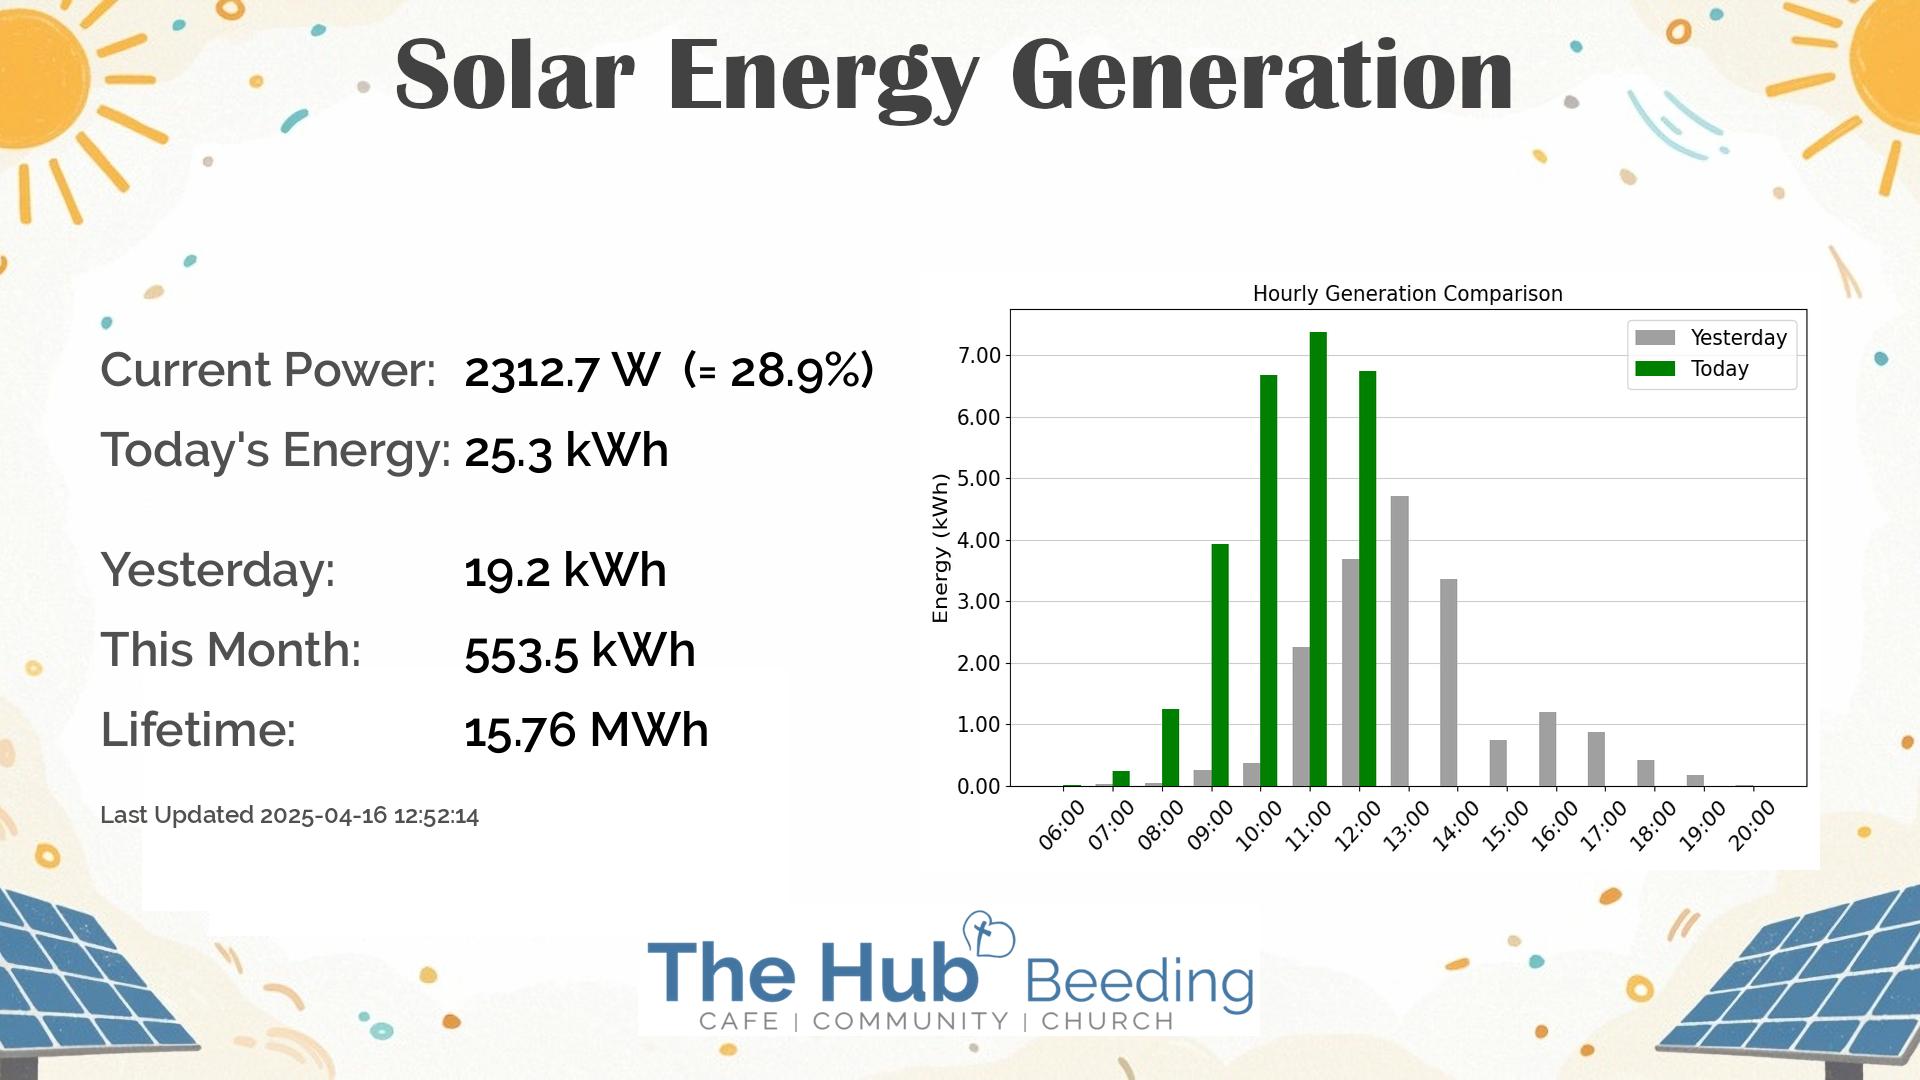 Solar Energy Generation
Current Power: 2312.7 W (= 28.9%)
Today's Energy: 25.3 kWh
Yesterday: 19.2 kWh
This Month: 553.5 kWh
Lifetime: 15.76 MWh
Last Updated 2025-04-16 12:52:14
Hourly Generation Comparison
Yesterday
Today
Energy (kWh)
7.00
6.00
5.00
4.00
3.00
2.00
1.00
0.00
06:00 07:00 08:00 09:00 10:00 11:00 12:00 13:00 14:00 15:00 16:00 17:00 18:00 19:00 20:00
The Hub Beeding
CAFE | COMMUNITY | CHURCH